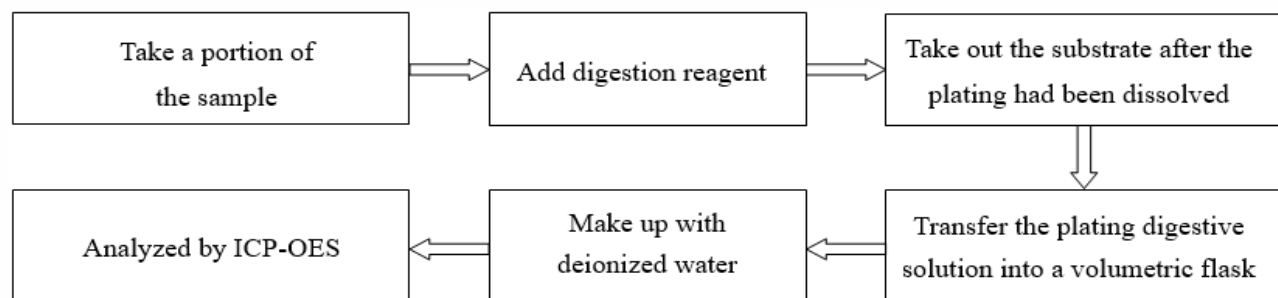 Take a portion of
the sample
Add digestion reagent
Take out the substrate after the
plating had been dissolved
Transfer the plating digestive
solution into a volumetric flask
Make up with
deionized water
Analyzed by ICP-OES